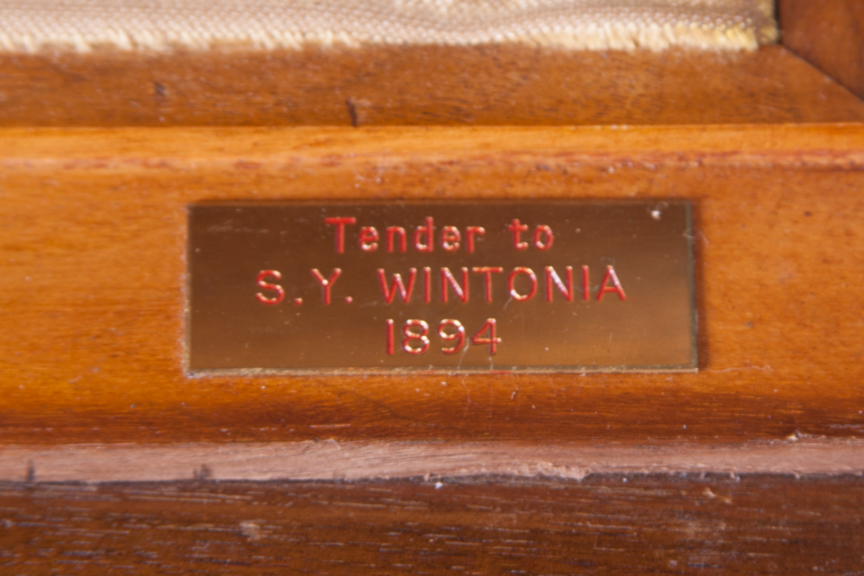 Tender to
S.Y. WINTONIA
1894